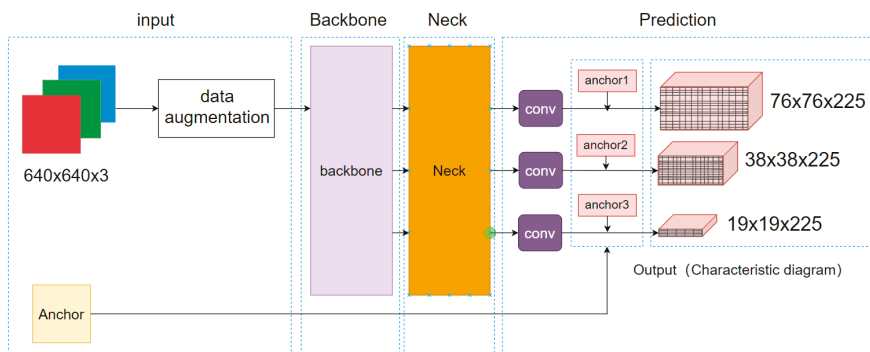 input
Backbone
Neck
Prediction
640x640x3
data
augmentation
backbone
Neck
conv
anchor1
76x76x225
conv
anchor2
38x38x225
conv
anchor3
19x19x225
Output（Characteristic diagram）
Anchor